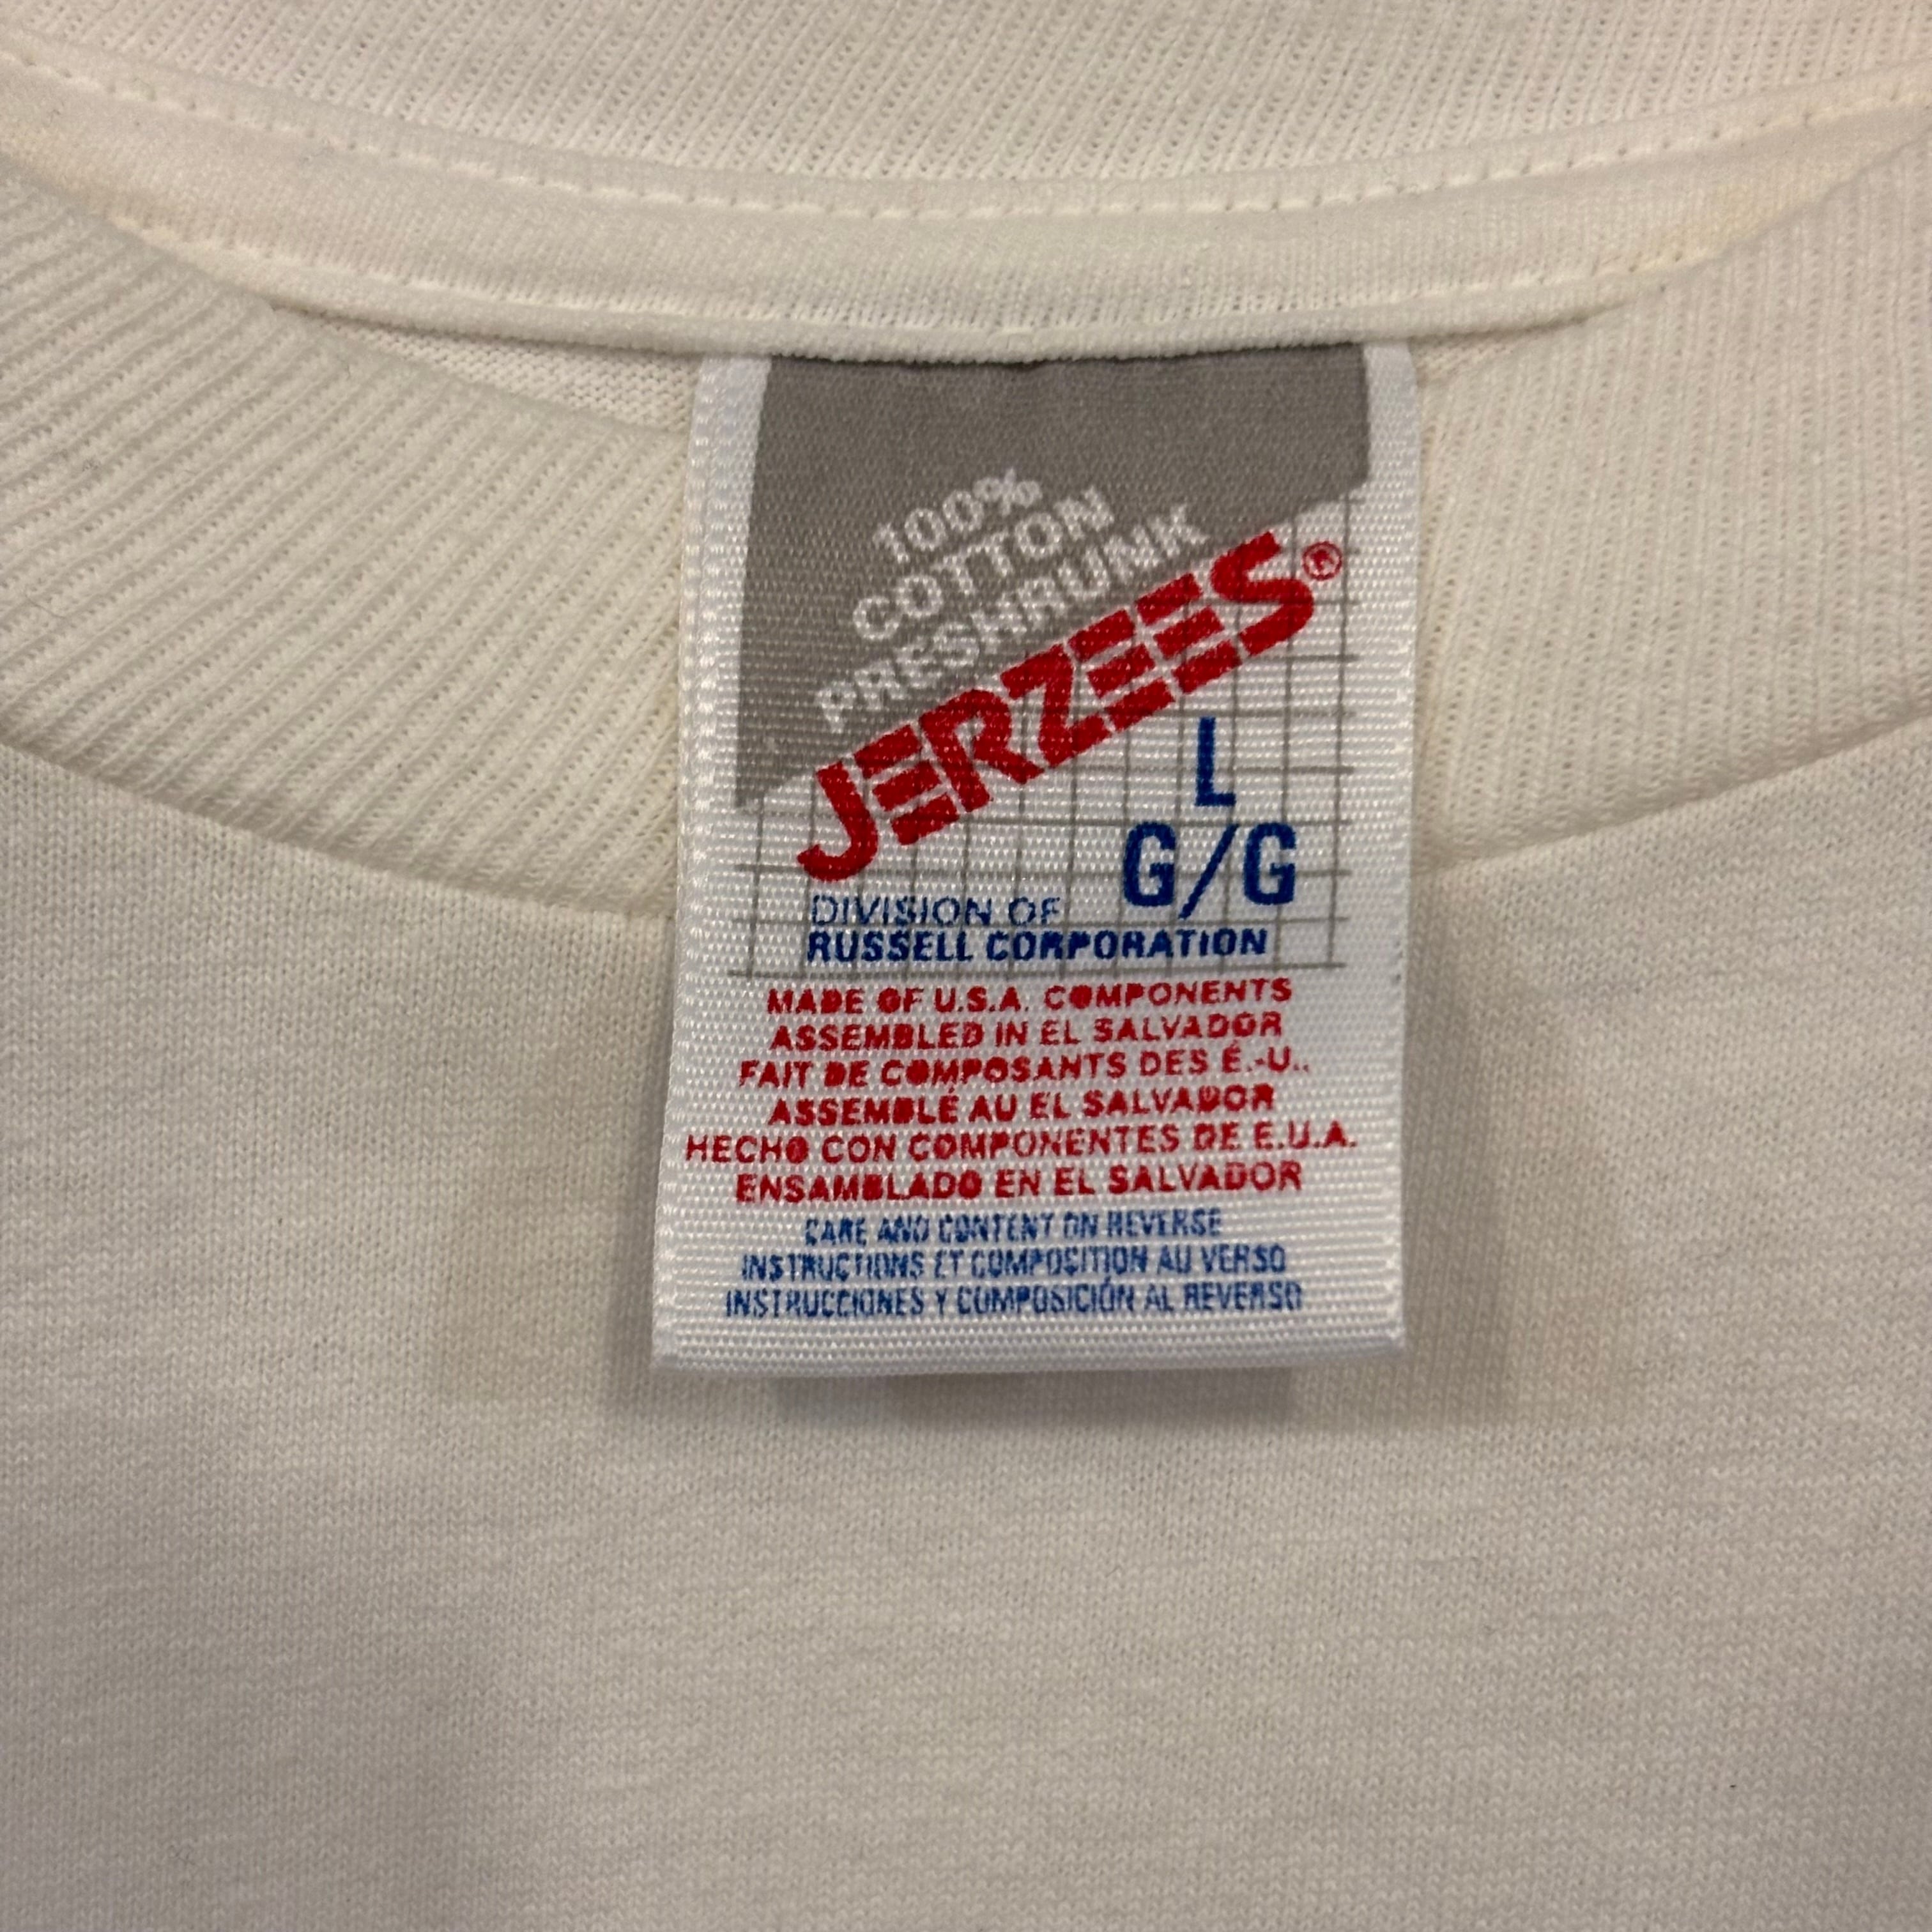 100%
COTTON
PRESHRUNK
JERZEES®
L
G/G
DIVISION OF
RUSSELL CORPORATION
MADE OF U.S.A. COMPONENTS
ASSEMBLED IN EL SALVADOR
FAIT DE COMPOSANTS DES É.-U.,
ASSEMBLE AU EL SALVADOR
HECHO CON COMPONENTES DE E.U.A.
ENSAMBLADO EN EL SALVADOR
CARE AND CONTENT ON REVERSE
INSTRUCTIONS ET COMPOSITION AU VERSO
INSTRUCCIONES Y COMPOSICIÓN AL REVERSO